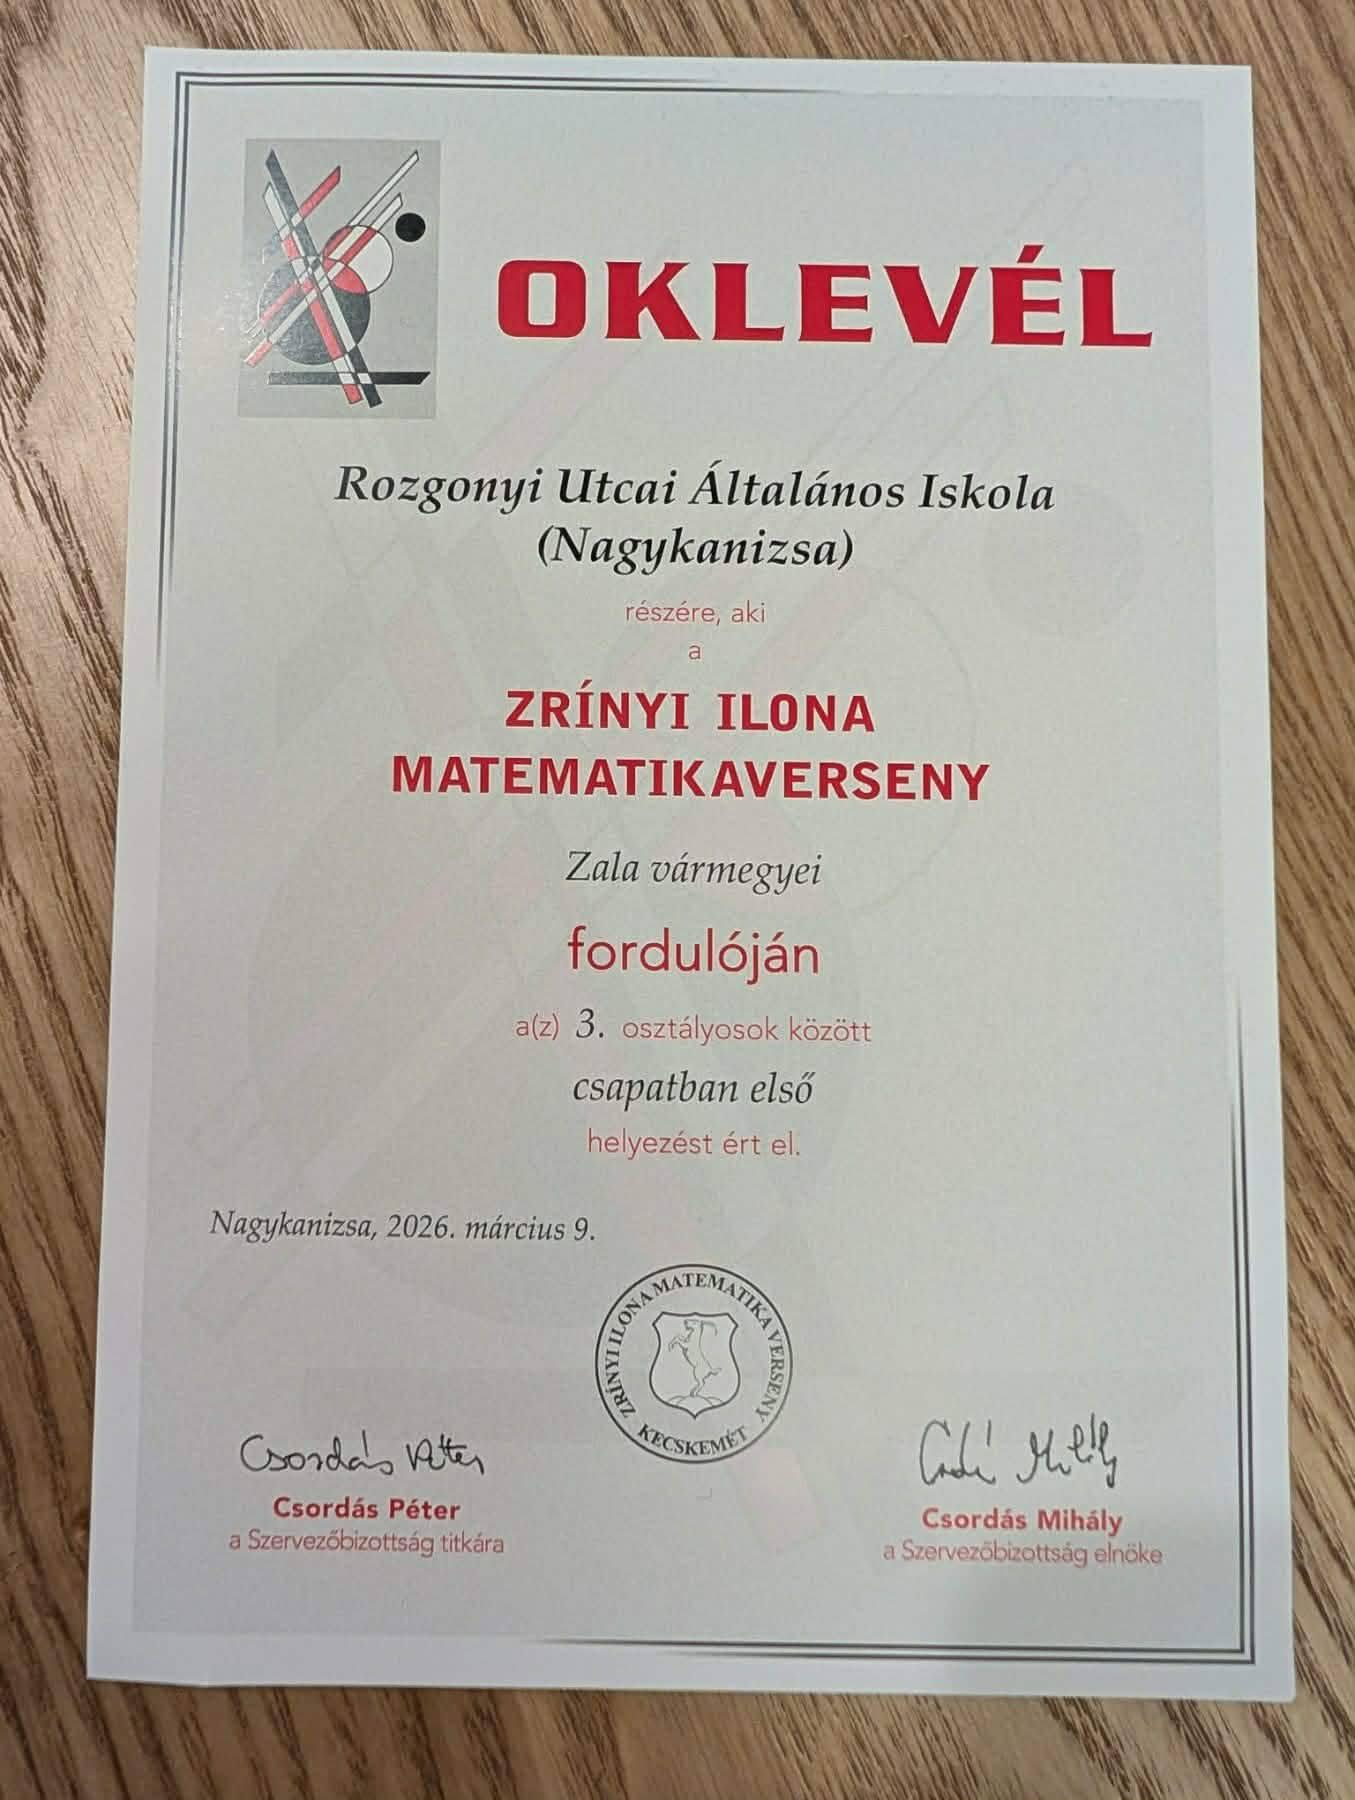 OKLEVÉL
Rozgonyi Utcai Általános Iskola
(Nagykanizsa)
részére, aki
a
ZRÍNYI ILONA
MATEMATIKAVERSENY
Zala vármegyei
fordulóján
a(z) 3. osztályosok között
csapatban első
helyezést ért el.
Nagykanizsa, 2026. március 9.
ZRÍNYI ILONA MATEMATIKA VERSENY
KECSKEMÉT
Csordás Péter
Csordás Péter
a Szervezőbizottság titkára
Csordás Mihály
a Szervezőbizottság elnöke